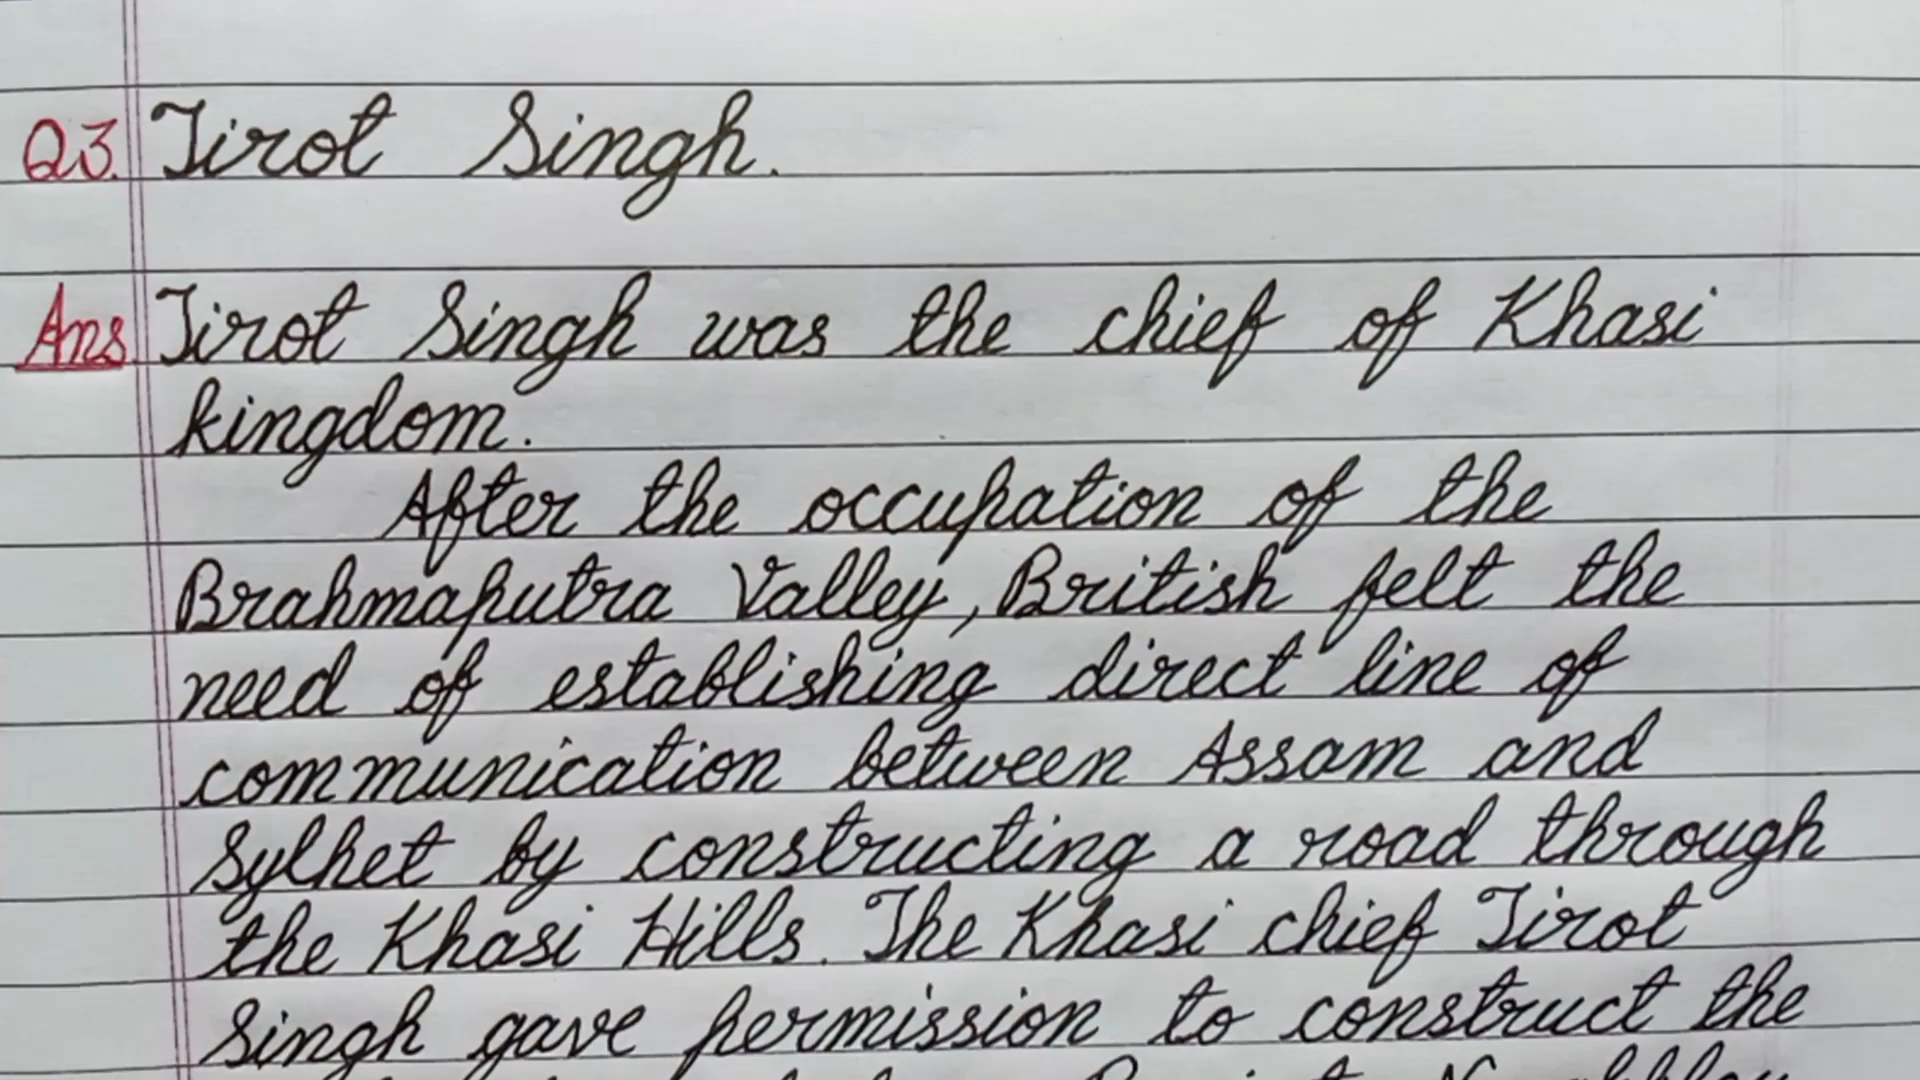 Q3. Tirot Singh.
Ans Tirot Singh was the chief of Khasi
kingdom.
After the occupation of the
Brahmaputra Valley, British felt the
need of establishing direct line of
communication between Assam and
Sylhet by constructing a road through
the Khasi Hills. The Khasi chief Tirot
Singh gave permission to construct the